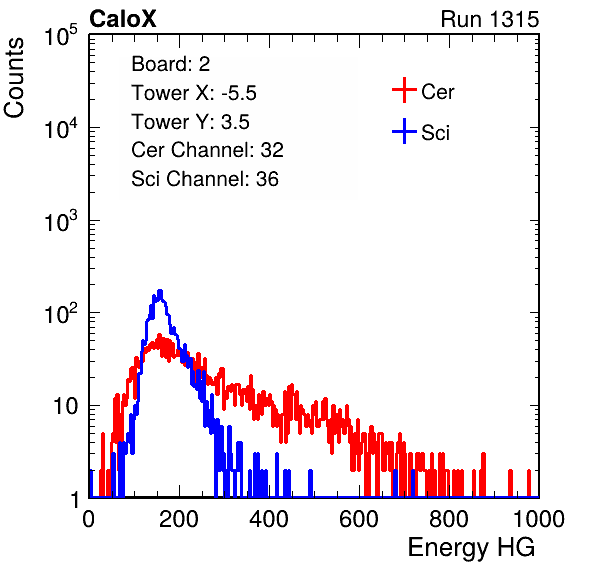 CaloX Run 1315
Counts
Board: 2
Tower X: -5.5
Tower Y: 3.5
Cer Channel: 32
Sci Channel: 36
Cer
Sci
10^5
10^4
10^3
10^2
10
1
0 200 400 600 800 1000
Energy HG